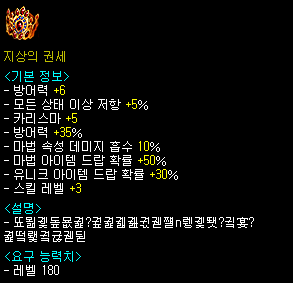 지상의 권세
<기본 정보>
- 방어력 +6
- 모든 상태 이상 저항 +5%
- 카리스마 +5
- 방어력 +35%
- 마법 속성 데미지 흡수 10%
- 마법 아이템 드랍 확률 +50%
- 유니크 아이템 드랍 확률 +30%
- 스킬 레벨 +3
<설명>
<요구 능력치>
- 레벨 180